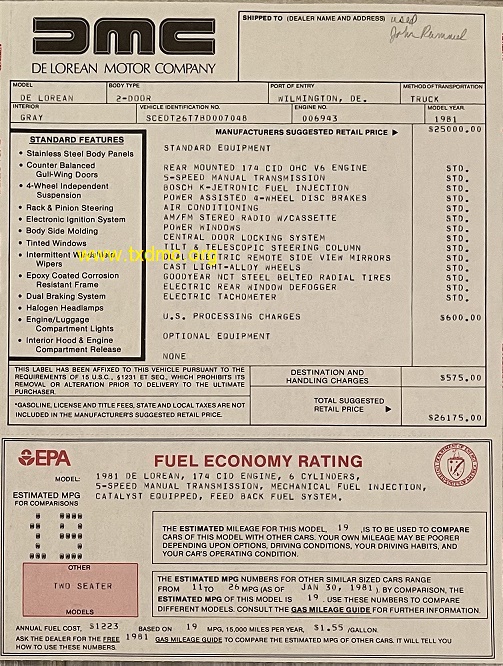 DMC
DE LOREAN MOTOR COMPANY
SHIPPED TO (DEALER NAME AND ADDRESS)
used
John
MODEL BODY TYPE PORT OF ENTRY METHOD OF TRANSPORTATION
DE LOREAN 2-DOOR WILMINGTON, DE. TRUCK
INTERIOR VEHICLE IDENTIFICATION NO. ENGINE NO. MODEL YEAR
GRAY SCEDT26T7BD007048 006943 1981
MANUFACTURERS SUGGESTED RETAIL PRICE ▶ $25000.00
STANDARD FEATURES
• Stainless Steel Body Panels
• Counter Balanced
Gull-Wing Doors
• 4-Wheel Independent
Suspension
• Rack & Pinion Steering
• Electronic Ignition System
• Body Side Molding
• Tinted Windows
• Intermittent Windshield
Wipers
• Epoxy Coated Corrosion
Resistant Frame
• Dual Braking System
• Halogen Headlamps
• Engine/Luggage
Compartment Lights
• Interior Hood & Engine
Compartment Release
www.txdmc.org
STANDARD EQUIPMENT
REAR MOUNTED 174 CID OHC V6 ENGINE STD.
5-SPEED MANUAL TRANSMISSION STD.
BOSCH K-JETRONIC FUEL INJECTION STD.
POWER ASSISTED 4-WHEEL DISC BRAKES STD.
AIR CONDITIONING STD.
AM/FM STEREO RADIO W/CASSETTE STD.
POWER WINDOWS STD.
CENTRAL DOOR LOCKING SYSTEM STD.
TILT & TELESCOPIC STEERING COLUMN STD.
DUAL ELECTRIC REMOTE SIDE VIEW MIRRORS STD.
CAST LIGHT-ALLOY WHEELS STD.
GOODYEAR NCT STEEL BELTED RADIAL TIRES STD.
ELECTRIC REAR WINDOW DEFOGGER STD.
ELECTRIC TACHOMETER STD.
U.S. PROCESSING CHARGES $600.00
OPTIONAL EQUIPMENT
NONE
THIS LABEL HAS BEEN AFFIXED TO THIS VEHICLE PURSUANT TO THE
REQUIREMENTS OF 15 U.S.C., §1231 ET SEQ., WHICH PROHIBITS ITS
REMOVAL OR ALTERATION PRIOR TO DELIVERY TO THE ULTIMATE
PURCHASER.
DESTINATION AND
HANDLING CHARGES $575.00
*GASOLINE, LICENSE AND TITLE FEES, STATE AND LOCAL TAXES ARE NOT
INCLUDED IN THE MANUFACTURER'S SUGGESTED RETAIL PRICE.
TOTAL SUGGESTED
RETAIL PRICE ▶ $26175.00
EPA
FUEL ECONOMY RATING
MODEL: 1981 DE LOREAN, 174 CID ENGINE, 6 CYLINDERS,
5-SPEED MANUAL TRANSMISSION, MECHANICAL FUEL INJECTION,
CATALYST EQUIPPED, FEED BACK FUEL SYSTEM.
ESTIMATED MPG
FOR COMPARISONS
19
THE ESTIMATED MILEAGE FOR THIS MODEL, 19 ,IS TO BE USED TO COMPARE
CARS OF THIS MODEL WITH OTHER CARS. YOUR OWN MILEAGE MAY BE POORER
DEPENDING UPON OPTIONS, DRIVING CONDITIONS, YOUR DRIVING HABITS, AND
YOUR CAR'S OPERATING CONDITION.
OTHER
TWO SEATER
MODELS
THE ESTIMATED MPG NUMBERS FOR OTHER SIMILAR SIZED CARS RANGE
FROM 11 TO 26 MPG (AS OF JAN 30, 1981 ) BY COMPARISON, THE
ESTIMATED MPG OF THIS MODEL IS 19 . USE THESE NUMBERS TO COMPARE
DIFFERENT MODELS. CONSULT THE GAS MILEAGE GUIDE FOR FURTHER INFORMATION.
ANNUAL FUEL COST, $1223 BASED ON 19 MPG, 15,000 MILES PER YEAR, $1.55 /GALLON.
ASK THE DEALER FOR THE FREE 1981 GAS MILEAGE GUIDE TO COMPARE THE ESTIMATED MPG OF OTHER CARS. IT WILL TELL YOU
HOW TO USE THESE NUMBERS.